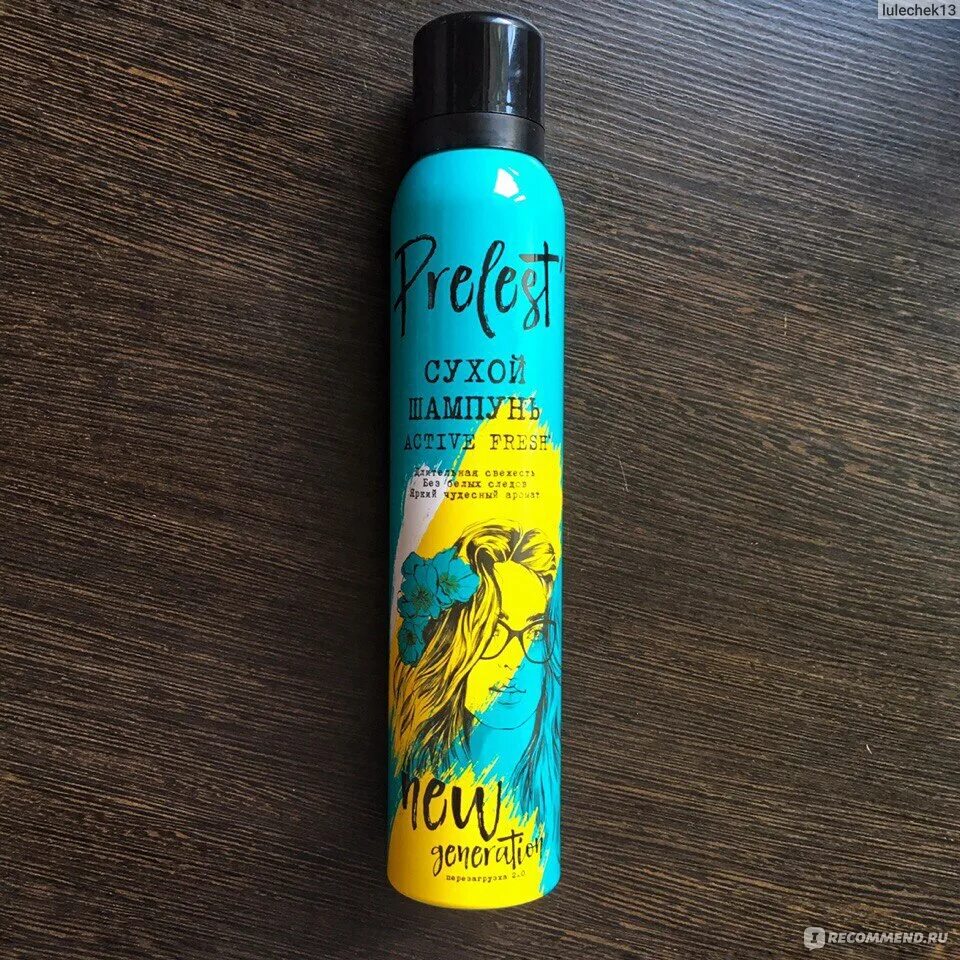 lulechek13
Prelest'
СУХОЙ
ШАМПУНЬ
ACTIVE FRESH
Длительная свежесть
Без белых следов
Яркий чудесный аромат
new
generation
перезагрузка 2.0
IRECOMMEND.RU